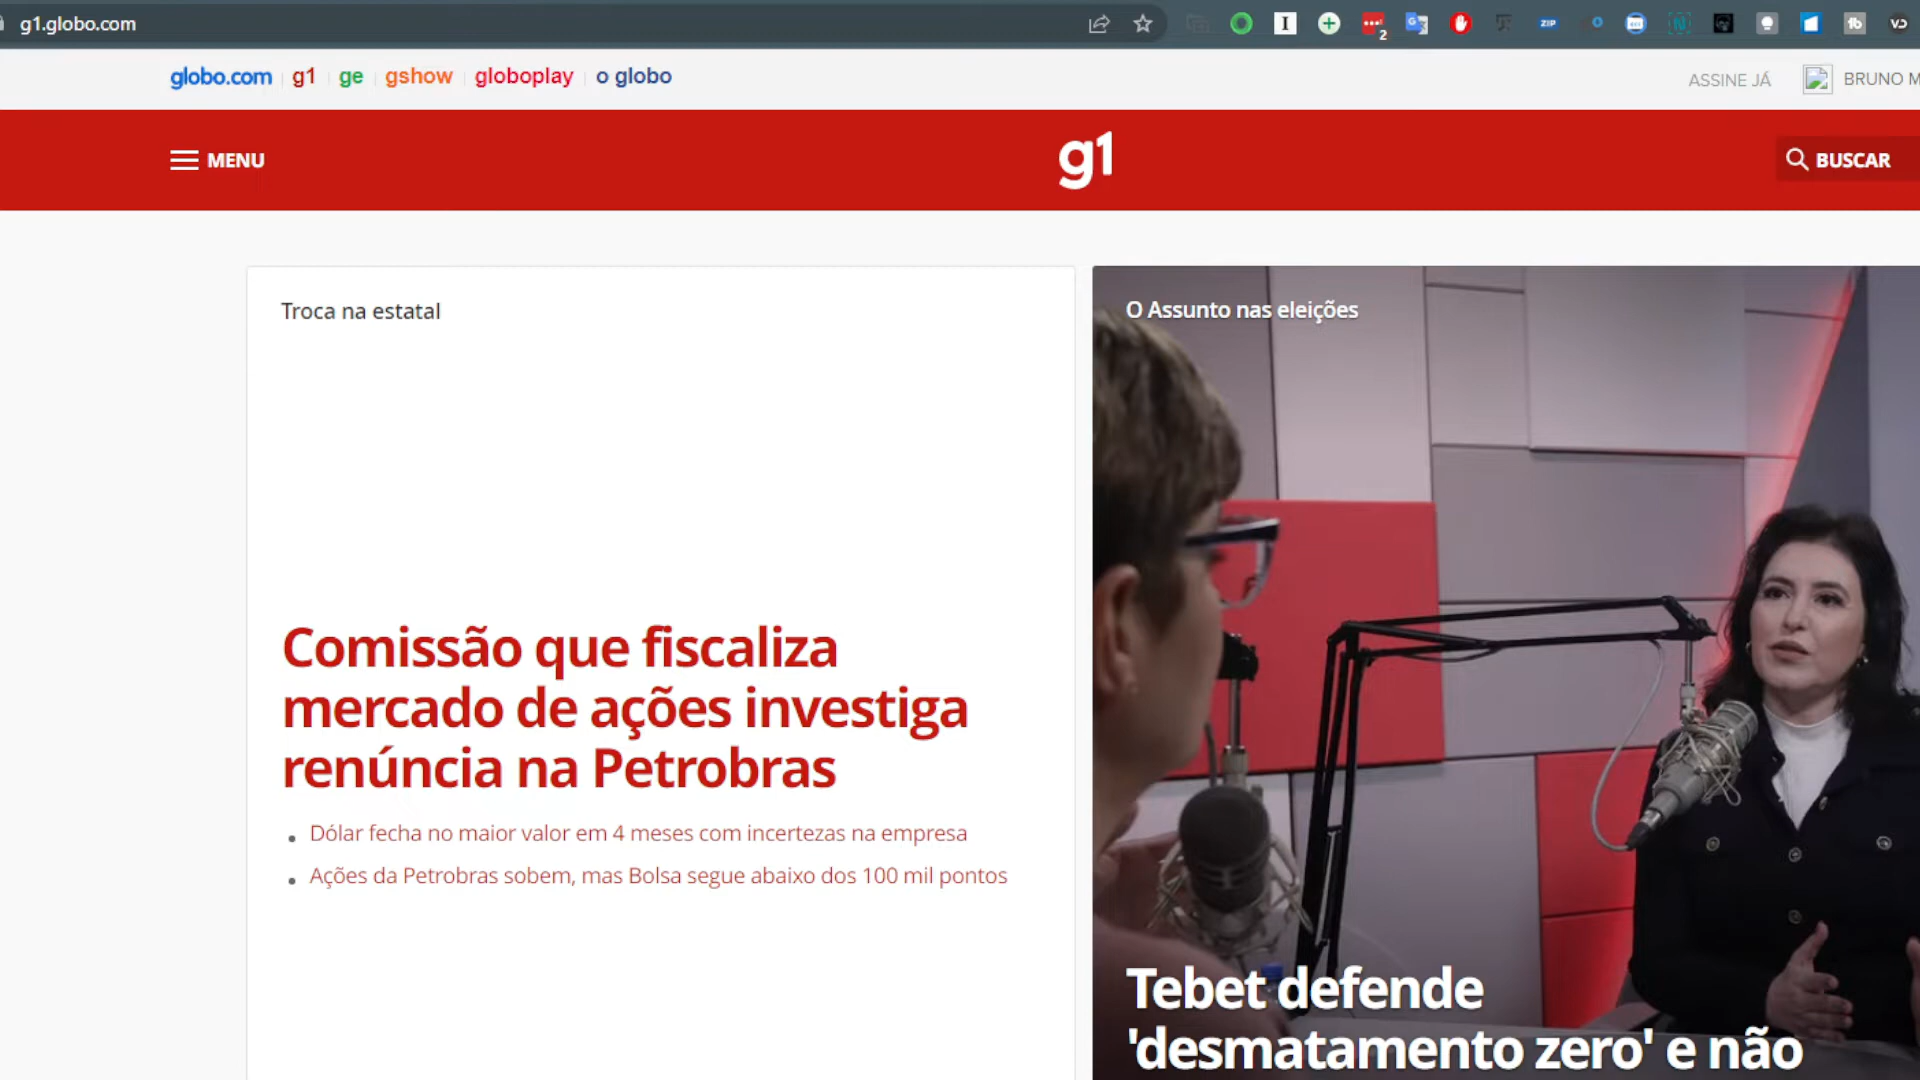 g1.globo.com
2
ZIP
globo.com g1 ge gshow globoplay o globo
ASSINE JÁ
BRUNO M
MENU
g1
BUSCAR
Troca na estatal
Comissão que fiscaliza
mercado de ações investiga
renúncia na Petrobras
Dólar fecha no maior valor em 4 meses com incertezas na empresa
Ações da Petrobras sobem, mas Bolsa segue abaixo dos 100 mil pontos
O Assunto nas eleições
Tebet defende
'desmatamento zero' e não